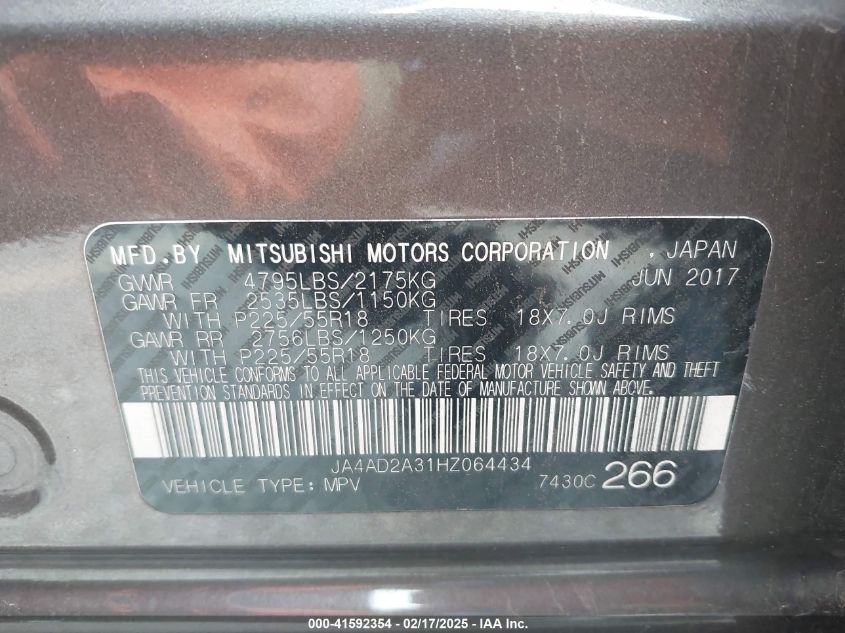 MFD.BY MITSUBISHI MOTORS CORPORATION , JAPAN
GVWR 4795LBS/2175KG JUN 2017
GAWR FR 2535LBS/1150KG
WITH P225/55R18 TIRES 18X7.0J RIMS
GAWR RR 2756LBS/1250KG
WITH P225/55R18 TIRES 18X7.0J RIMS
THIS VEHICLE CONFORMS TO ALL APPLICABLE FEDERAL MOTOR VEHICLE SAFETY AND THEFT
PREVENTION STANDARDS IN EFFECT ON THE DATE OF MANUFACTURE SHOWN ABOVE.
JA4AD2A31HZ064434
VEHICLE TYPE: MPV 7430C 266
000-41592354 - 02/17/2025 - IAA Inc.